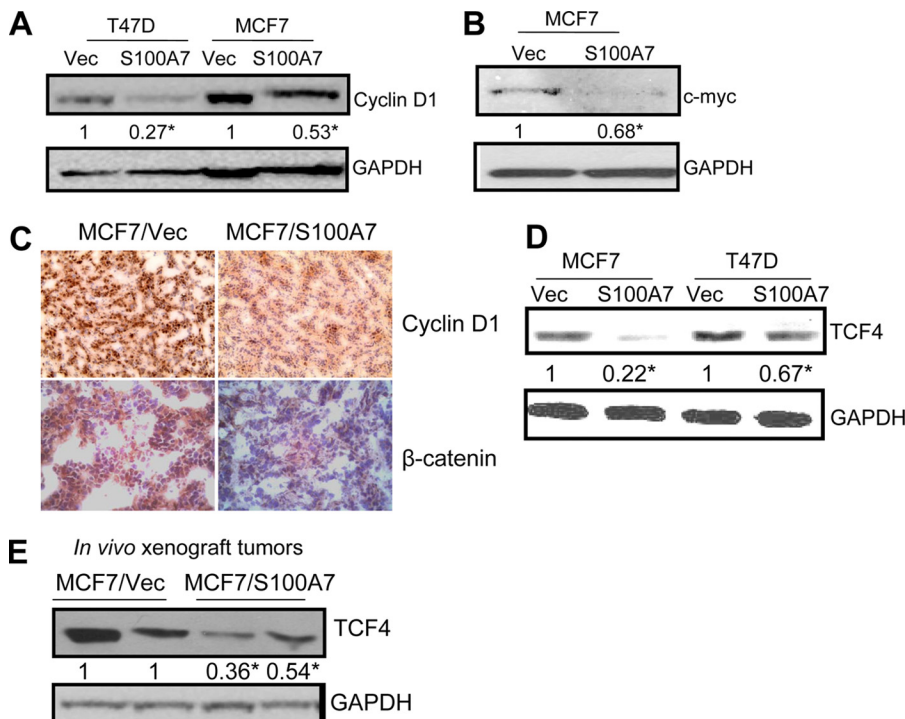 A
T47D MCF7
Vec S100A7 Vec S100A7
Cyclin D1
1 0.27* 1 0.53*
GAPDH
B
MCF7
Vec S100A7
c-myc
1 0.68*
GAPDH
C
MCF7/Vec MCF7/S100A7
Cyclin D1
β-catenin
D
MCF7 T47D
Vec S100A7 Vec S100A7
TCF4
1 0.22* 1 0.67*
GAPDH
E
In vivo xenograft tumors
MCF7/Vec MCF7/S100A7
TCF4
1 1 0.36* 0.54*
GAPDH